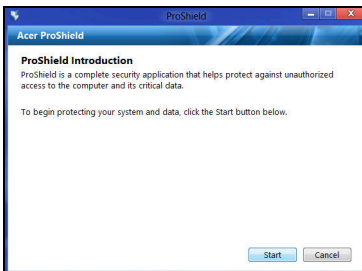 ProShield
Acer ProShield
ProShield Introduction
ProShield is a complete security application that helps protect against unauthorized
access to the computer and its critical data.
To begin protecting your system and data, click the Start button below.
Start
Cancel